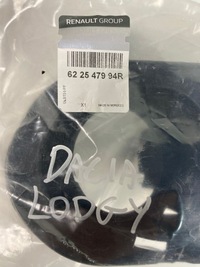 RENAULT GROUP
62 25 479 94R
X1
DACIA
LODGY